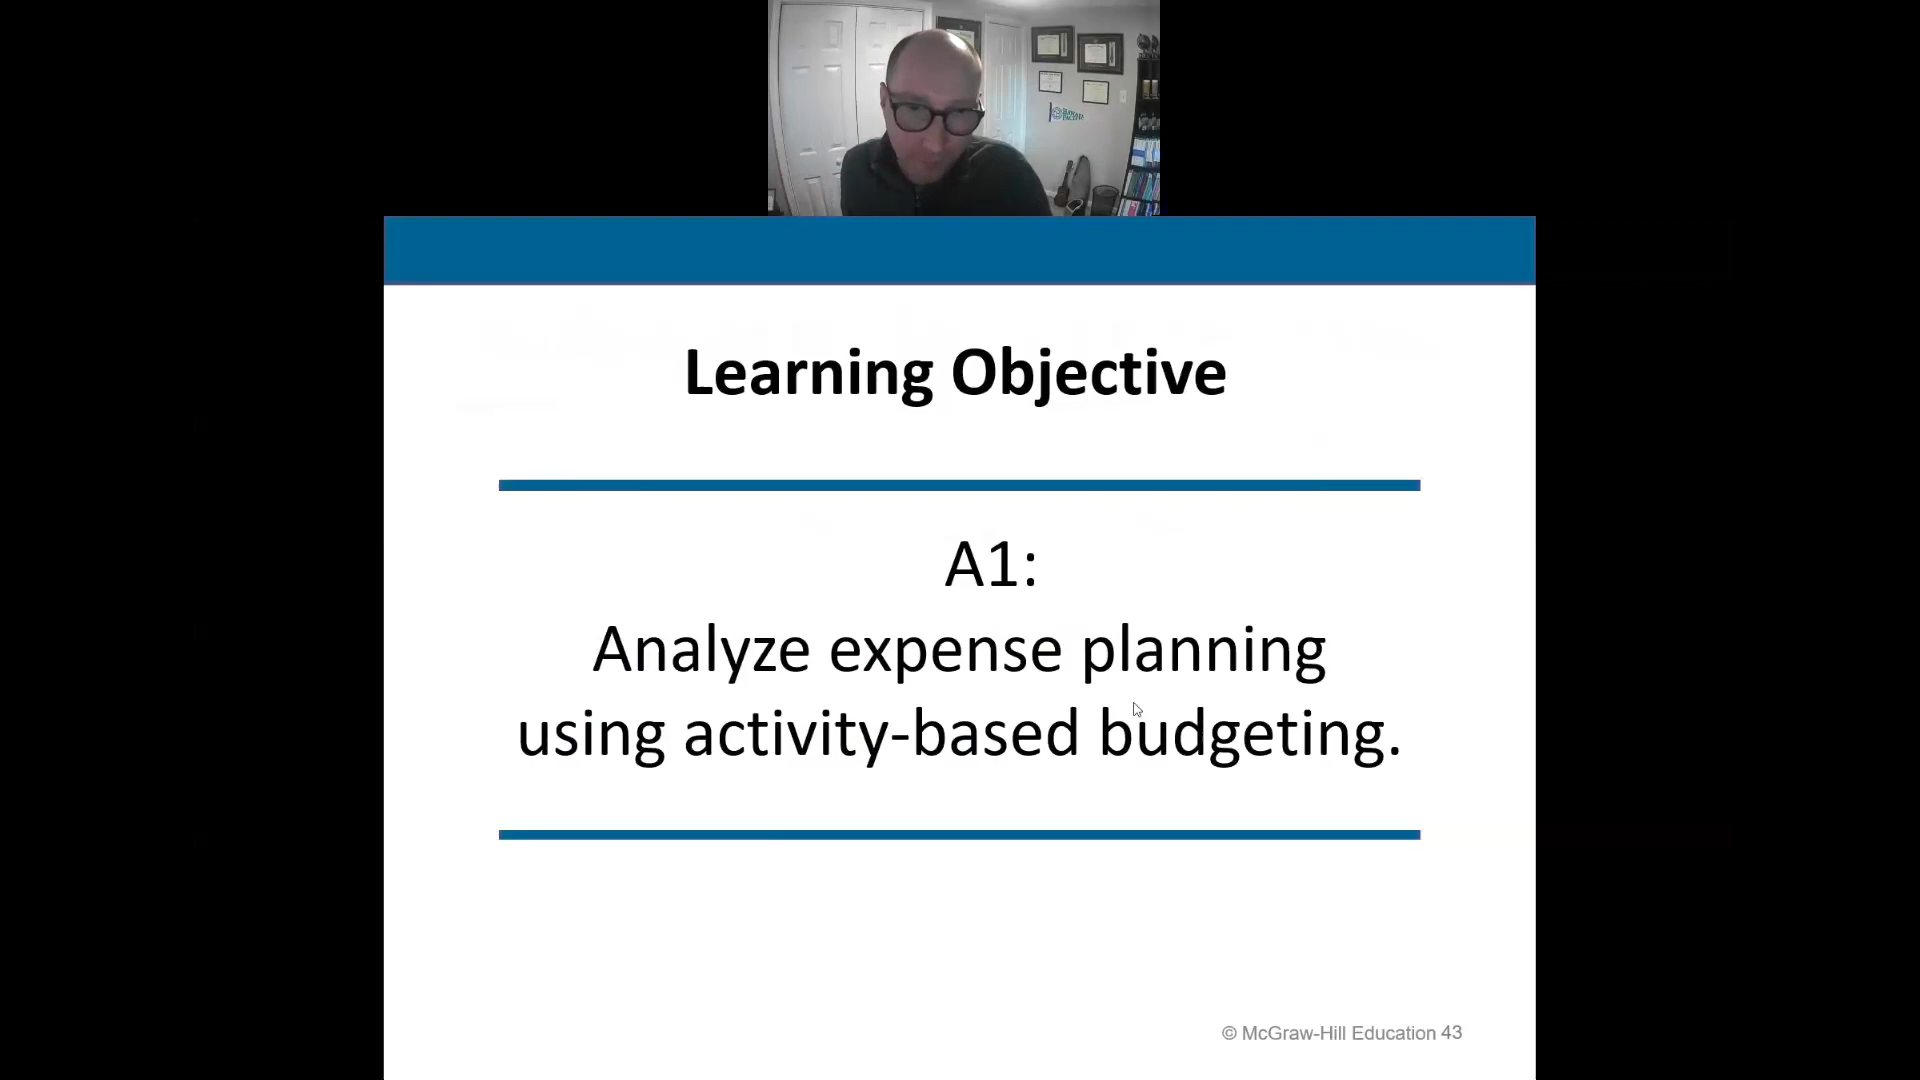 Learning Objective
A1:
Analyze expense planning
using activity-based budgeting.
© McGraw-Hill Education 43